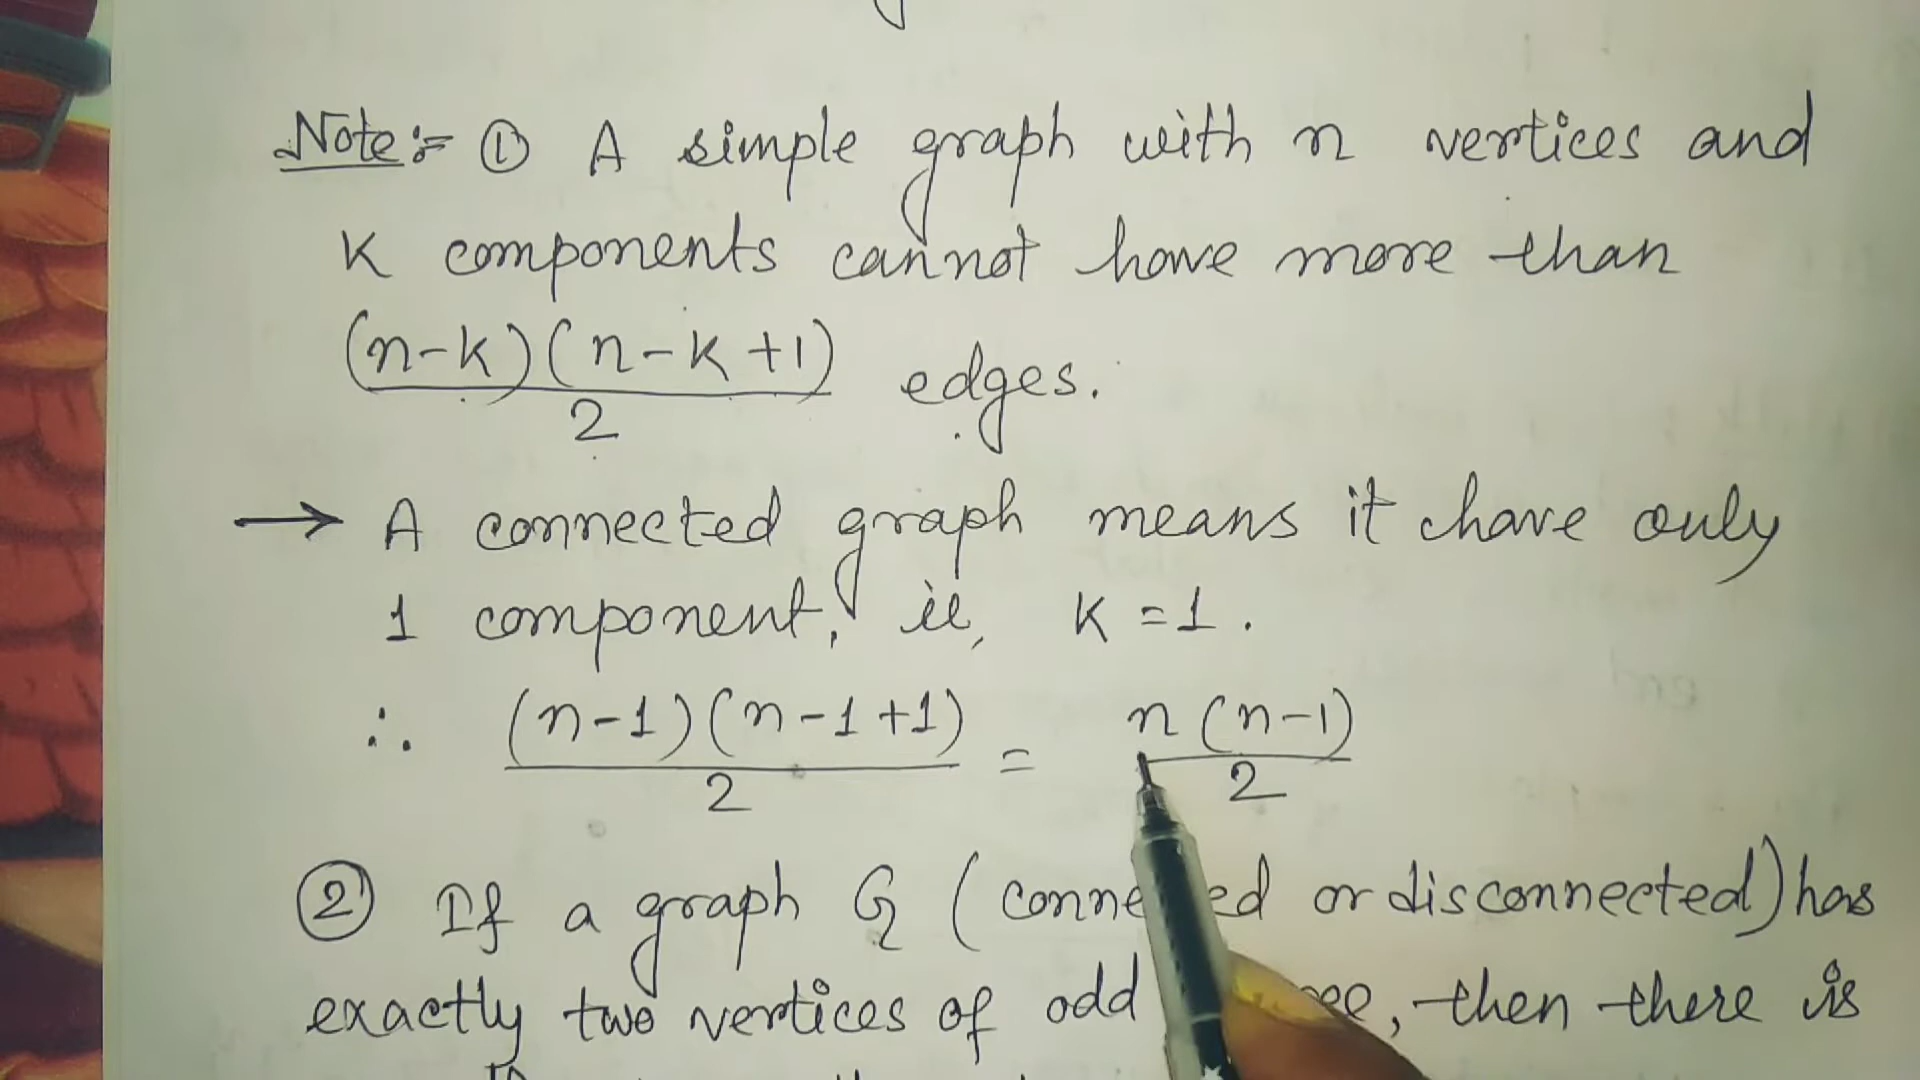 Note:- ① A simple graph with n vertices and
K components cannot have more than
(n-k)(n-k+1)/2 edges.
→ A connected graph means it have only
1 component, ie, K = 1.
∴ (n-1)(n-1+1)/2 = n(n-1)/2
② If a graph G (connected or disconnected) has
exactly two vertices of odd , then there is